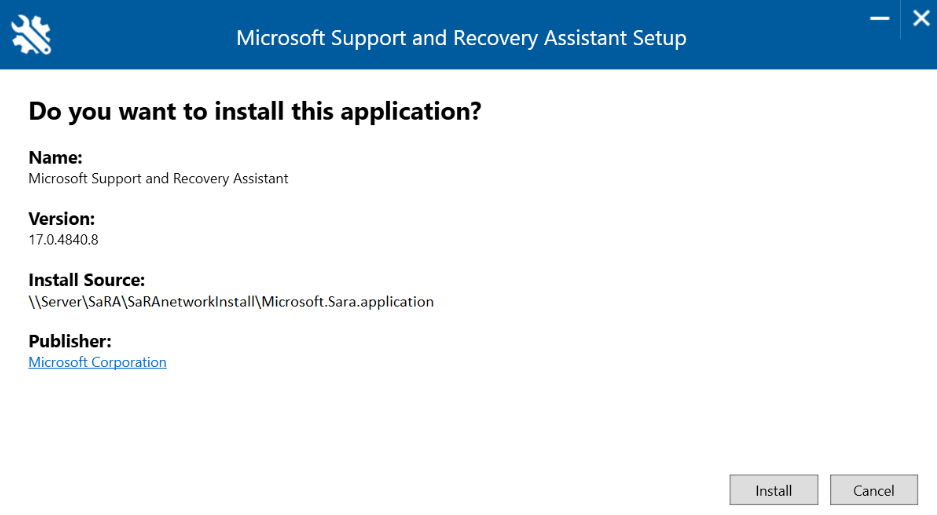 Microsoft Support and Recovery Assistant Setup
Do you want to install this application?
Name:
Microsoft Support and Recovery Assistant
Version:
17.0.4840.8
Install Source:
\\Server\SaRA\SaRAnetworkInstall\Microsoft.Sara.application
Publisher:
Microsoft Corporation
Install
Cancel